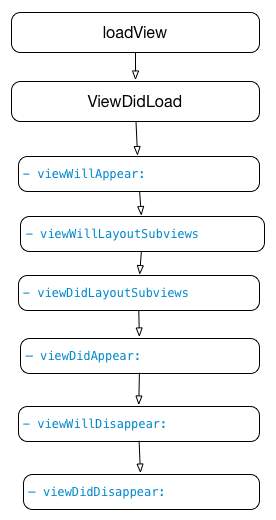 loadView
ViewDidLoad
– viewWillAppear:
– viewWillLayoutSubviews
– viewDidLayoutSubviews
– viewDidAppear:
– viewWillDisappear:
– viewDidDisappear: